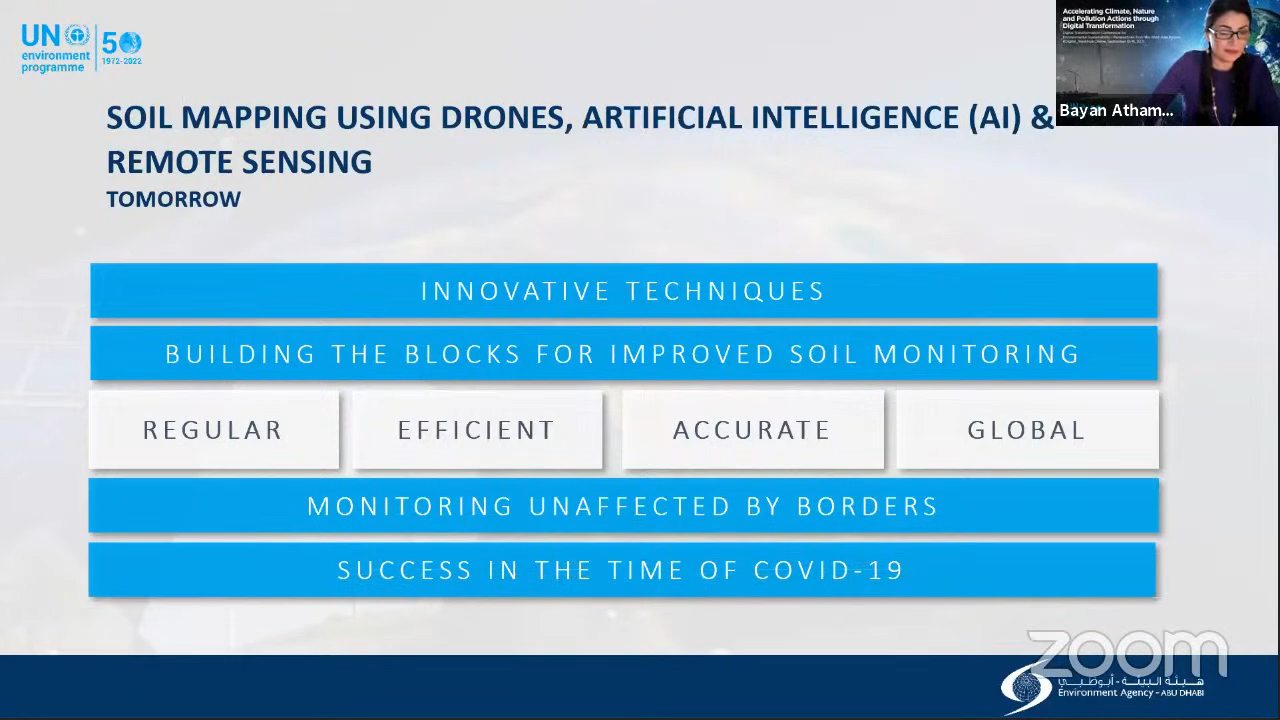 UN
environment
programme
50
1972-2022
Accelerating Climate, Nature
and Pollution Actions through
Digital Transformation
Bayan Atham...
SOIL MAPPING USING DRONES, ARTIFICIAL INTELLIGENCE (AI) &
REMOTE SENSING
TOMORROW
INNOVATIVE TECHNIQUES
BUILDING THE BLOCKS FOR IMPROVED SOIL MONITORING
REGULAR
EFFICIENT
ACCURATE
GLOBAL
MONITORING UNAFFECTED BY BORDERS
SUCCESS IN THE TIME OF COVID-19
zoom
هيئة البيئة - أبوظبي
Environment Agency - ABU DHABI